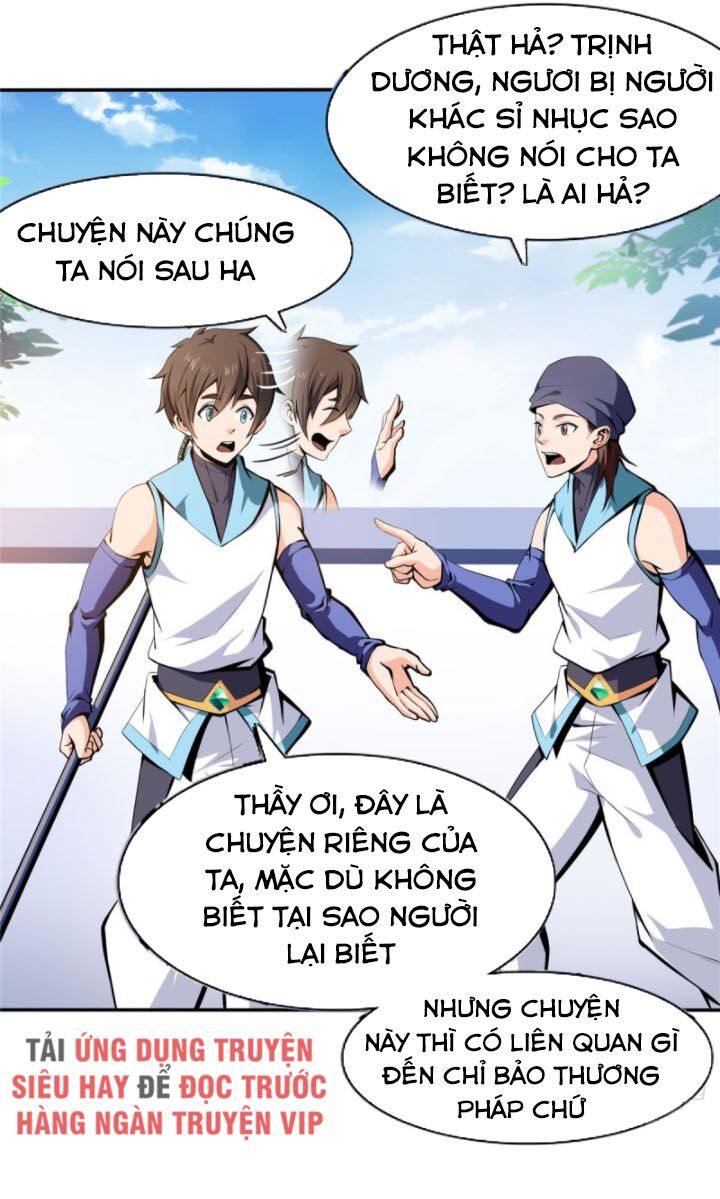 THẬT HẢ? TRỊNH
DƯƠNG, NGƯƠI BỊ NGƯỜI
KHÁC SỈ NHỤC SAO
KHÔNG NÓI CHO TA
BIẾT? LÀ AI HẢ?
CHUYỆN NÀY CHÚNG
TA NÓI SAU HA
THẦY ƠI, ĐÂY LÀ
CHUYỆN RIÊNG CỦA
TA, MẶC DÙ KHÔNG
BIẾT TẠI SAO NGƯỜI
LẠI BIẾT
NHƯNG CHUYỆN
NÀY THÌ CÓ LIÊN QUAN GÌ
ĐẾN CHỈ BẢO THƯƠNG
PHÁP CHỨ
TẢI ỨNG DỤNG TRUYỆN
SIÊU HAY ĐỂ ĐỌC TRƯỚC
HÀNG NGÀN TRUYỆN VIP